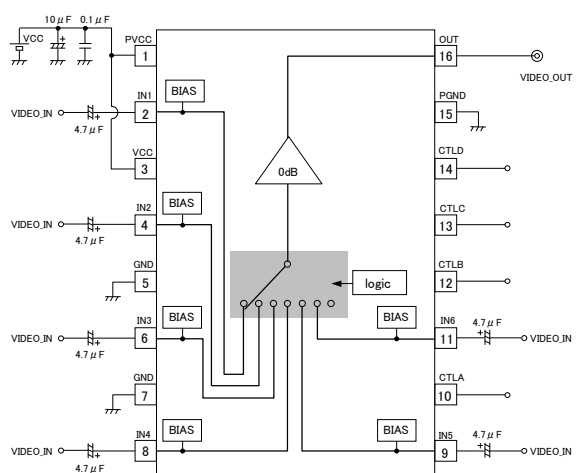 10μF 0.1μF
VCC
PVCC
1
OUT
16
VIDEO_OUT
BIAS
IN1
VIDEO_IN
2
4.7μF
PGND
15
VCC
3
0dB
CTLD
14
BIAS
IN2
VIDEO_IN
4
4.7μF
CTLC
13
GND
5
logic
CTLB
12
BIAS
IN3
VIDEO_IN
6
4.7μF
BIAS
IN6
11
4.7μF
VIDEO_IN
GND
7
CTLA
10
BIAS
IN4
VIDEO_IN
8
4.7μF
BIAS
IN5
9
4.7μF
VIDEO_IN